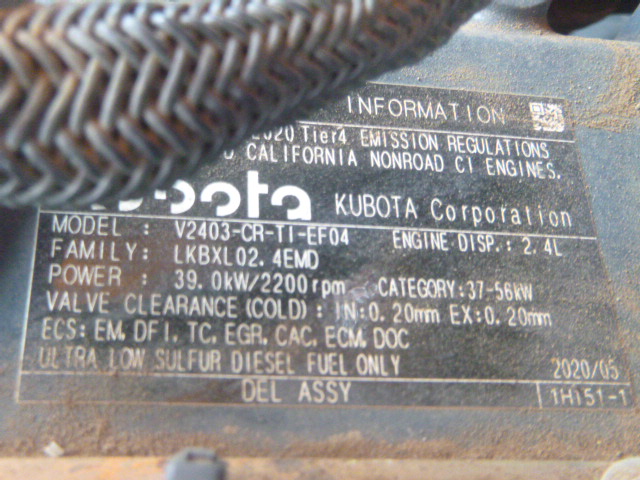 INFORMATION
2020 Tier4 EMISSION REGULATIONS
CALIFORNIA NONROAD CI ENGINES.
Kubota KUBOTA Corporation
MODEL : V2403-CR-TI-EF04 ENGINE DISP.: 2.4L
FAMILY: LKBXL02.4EMD
POWER : 39.0kW/2200rpm CATEGORY:37-56kW
VALVE CLEARANCE (COLD) : IN:0.20mm EX:0.20mm
ECS: EM, DFI, TC, EGR, CAC, ECM, DOC
ULTRA LOW SULFUR DIESEL FUEL ONLY 2020/05
DEL ASSY 1H151-1